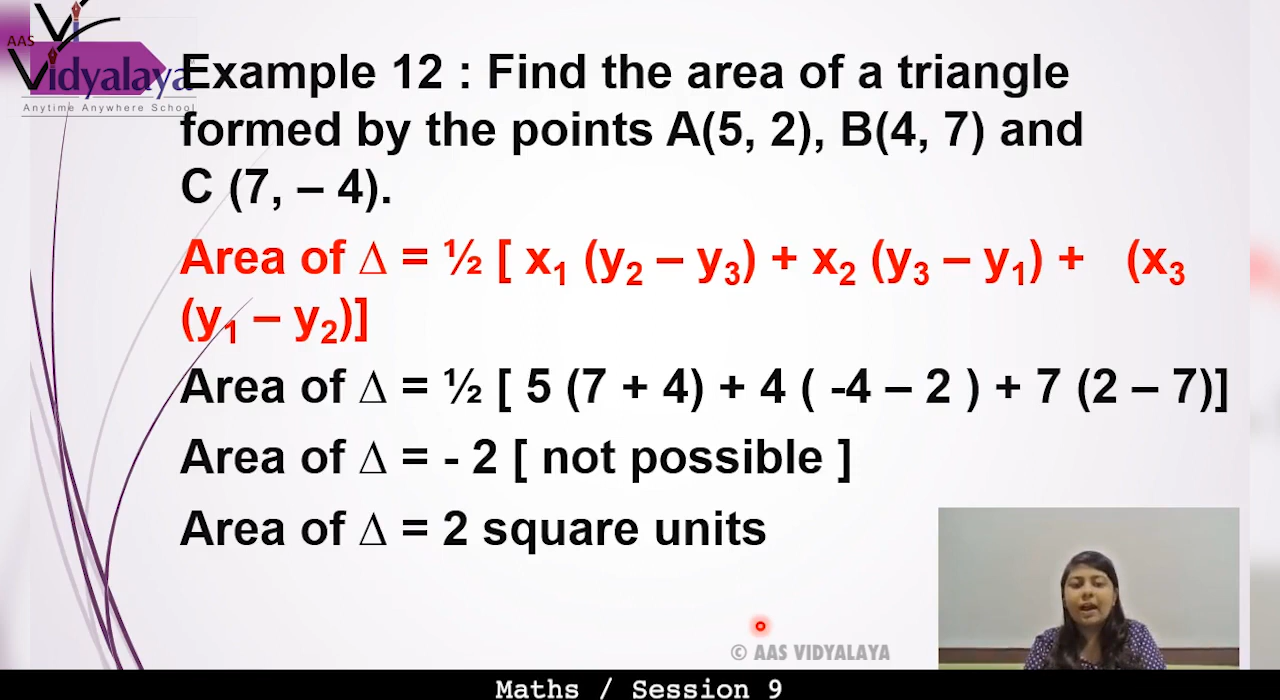 AAS
Vidyalaya
Anytime Anywhere School
Example 12 : Find the area of a triangle
formed by the points A(5, 2), B(4, 7) and
C (7, – 4).
Area of Δ = ½ [ x₁ (y₂ – y₃) + x₂ (y₃ – y₁) + (x₃
(y₁ – y₂)]
Area of Δ = ½ [ 5 (7 + 4) + 4 ( -4 – 2 ) + 7 (2 – 7)]
Area of Δ = - 2 [ not possible ]
Area of Δ = 2 square units
© AAS VIDYALAYA
Maths / Session 9